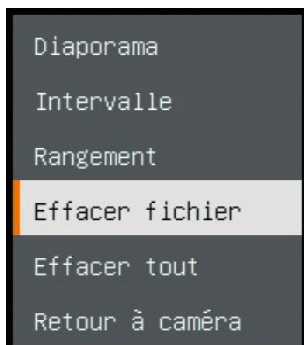 Diaporama
Intervalle
Rangement
Effacer fichier
Effacer tout
Retour à caméra